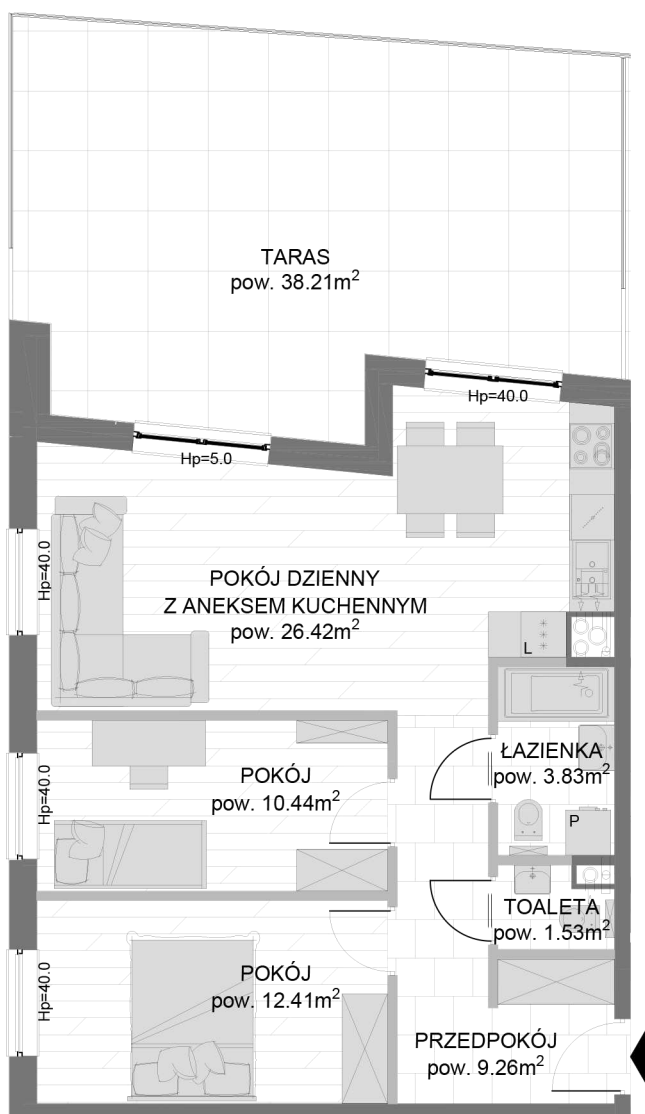 TARAS
pow. 38.21m²
Hp=40.0
Hp=5.0
Hp=40.0
POKÓJ DZIENNY
Z ANEKSEM KUCHENNYM
pow. 26.42m²
L
ŁAZIENKA
pow. 3.83m²
P
Hp=40.0
POKÓJ
pow. 10.44m²
TOALETA
pow. 1.53m²
Hp=40.0
POKÓJ
pow. 12.41m²
PRZEDPOKÓJ
pow. 9.26m²